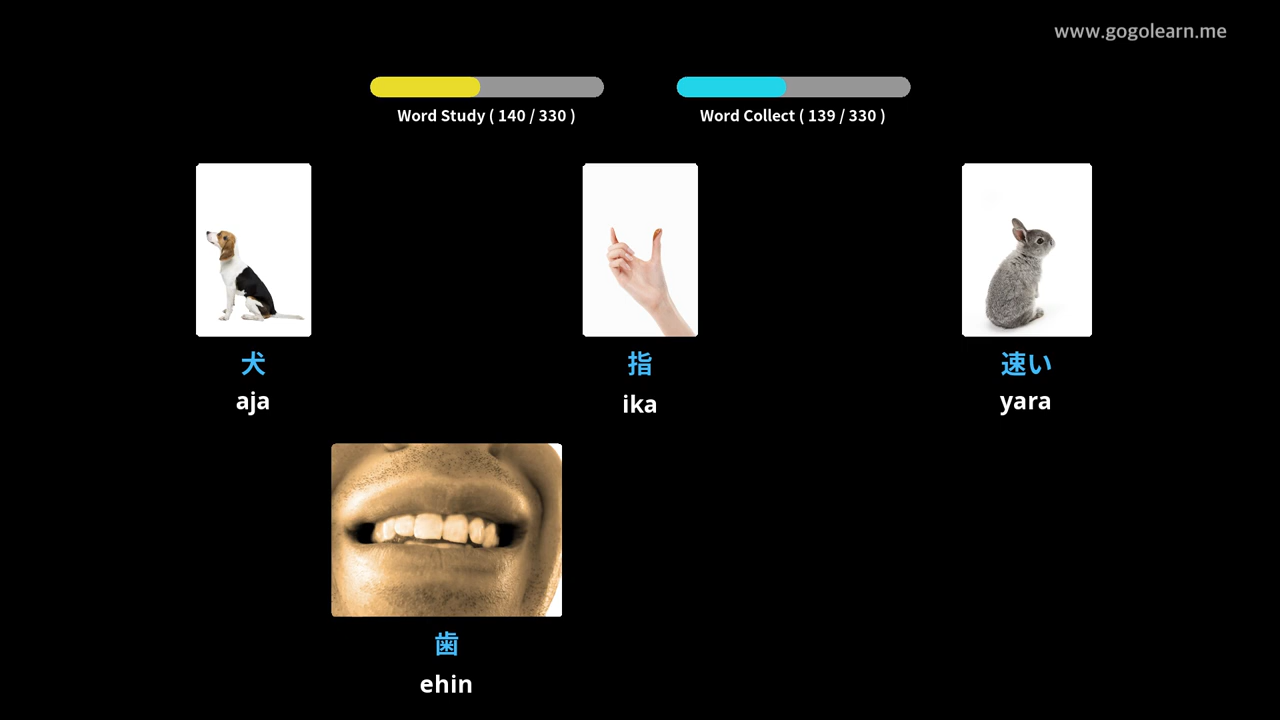 www.gogolearn.me
Word Study ( 140 / 330 )
Word Collect ( 139 / 330 )
犬
aja
指
ika
速い
yara
歯
ehin